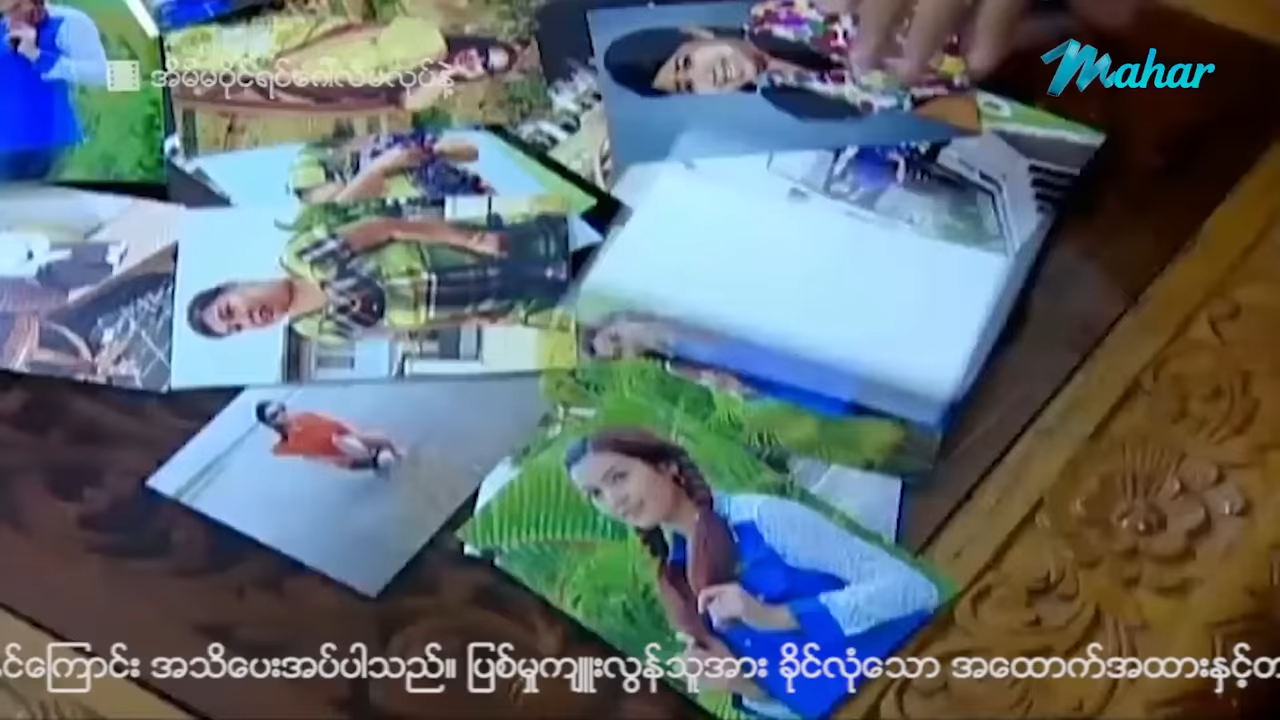 Mahar
အိမ်မှုပိုင်ရင်ခေါ်လမလုပ်နဲ့
င်ကြောင်း အသိပေးအပ်ပါသည်။ ပြစ်မှုကျူးလွန်သူအား ခိုင်လုံသော အထောက်အထားနှင့်တ